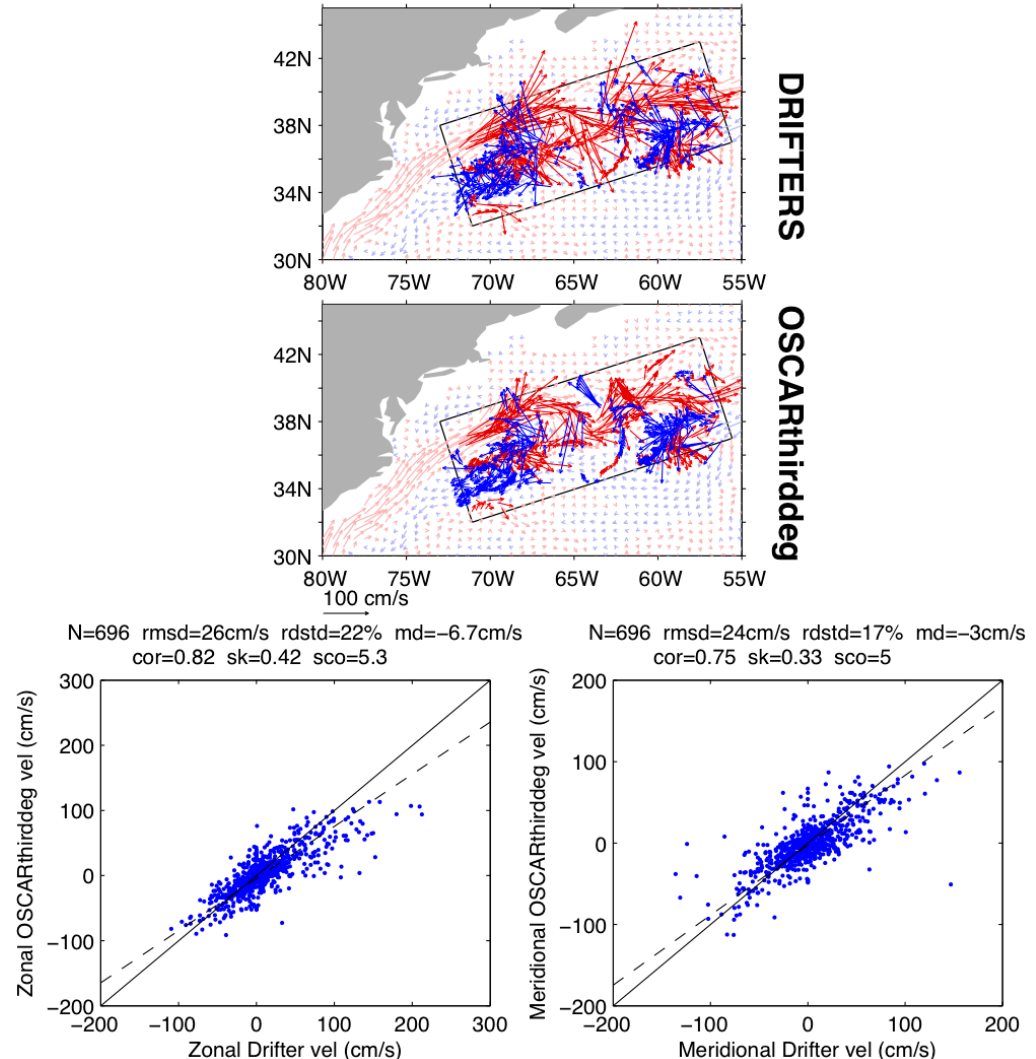 42N
38N
34N
30N
80W 75W 70W 65W 60W 55W
DRIFTERS
42N
38N
34N
30N
80W 75W 70W 65W 60W 55W
OSCARthirddeg
100 cm/s
N=696 rmsd=26cm/s rdstd=22% md=−6.7cm/s
cor=0.82 sk=0.42 sco=5.3
300
200
100
0
−100
−200
−200 −100 0 100 200 300
Zonal OSCARthirddeg vel (cm/s)
Zonal Drifter vel (cm/s)
N=696 rmsd=24cm/s rdstd=17% md=−3cm/s
cor=0.75 sk=0.33 sco=5
200
100
0
−100
−200
−200 −100 0 100 200
Meridional OSCARthirddeg vel (cm/s)
Meridional Drifter vel (cm/s)